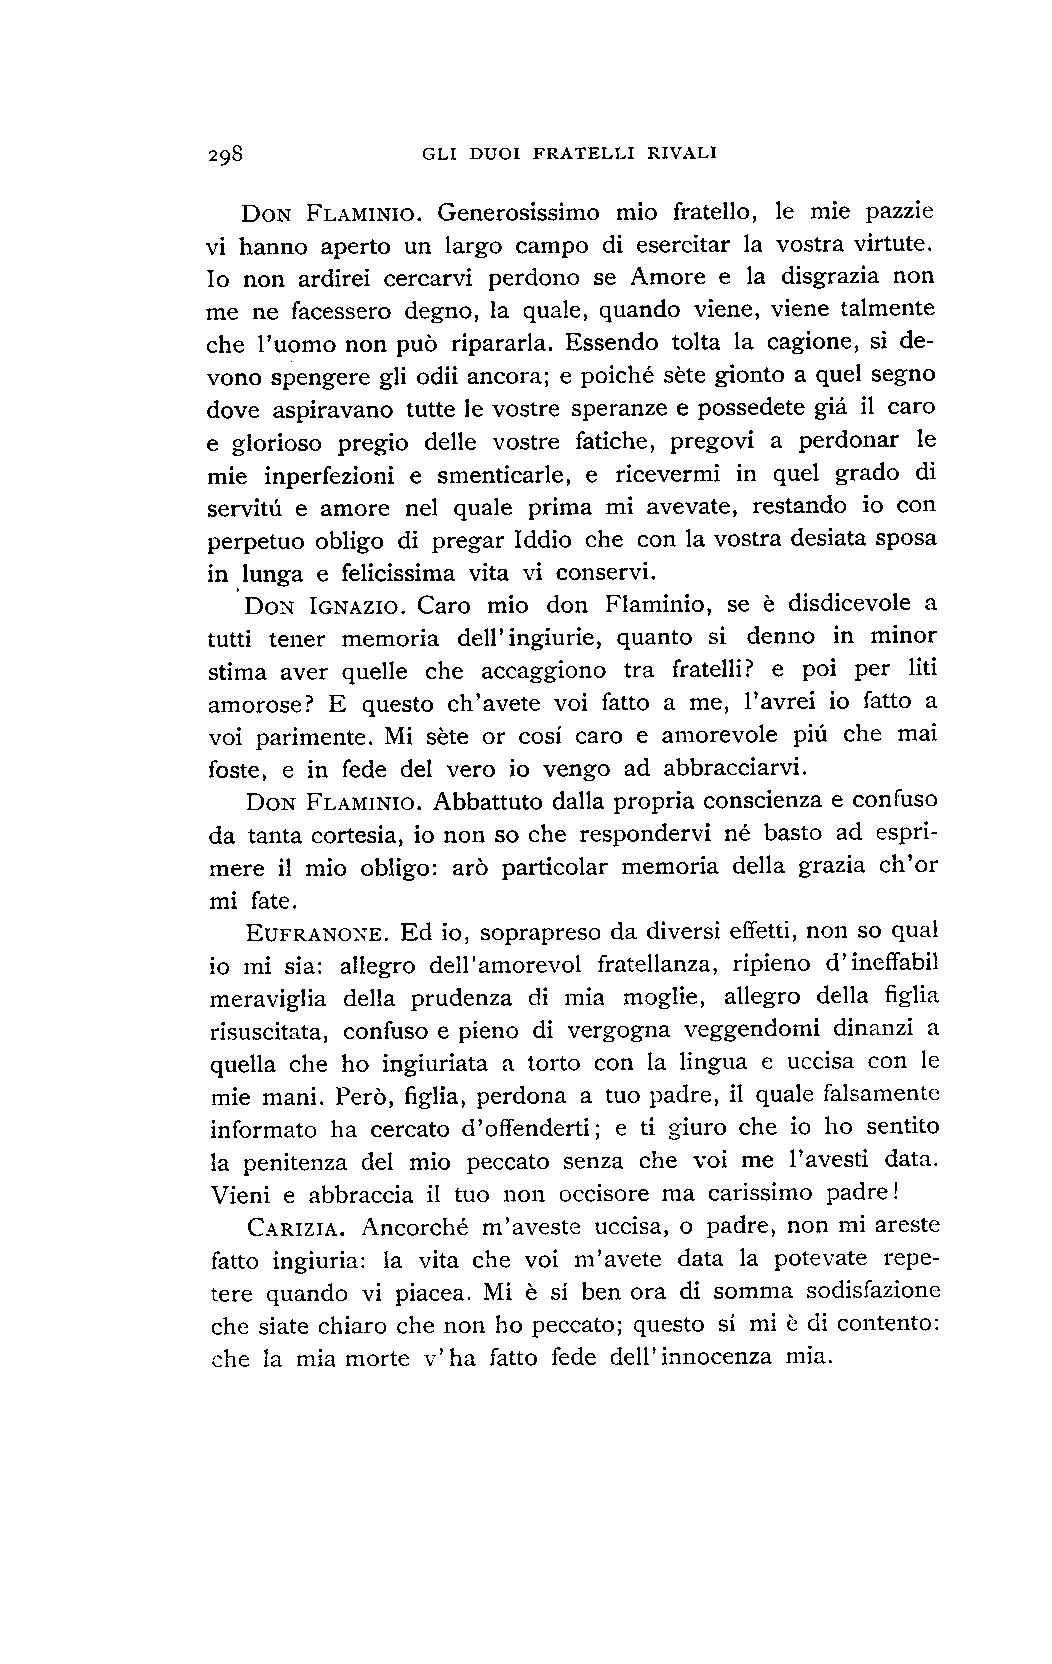 298 GLI DUOI FRATELLI RIVALI
DON FLAMINIO. Generosissimo mio fratello, le mie pazzie
vi hanno aperto un largo campo di esercitar la vostra virtute.
Io non ardirei cercarvi perdono se Amore e la disgrazia non
me ne facessero degno, la quale, quando viene, viene talmente
che l'uomo non può ripararla. Essendo tolta la cagione, si de-
vono spengere gli odii ancora; e poiché sète gionto a quel segno
dove aspiravano tutte le vostre speranze e possedete giá il caro
e glorioso pregio delle vostre fatiche, pregovi a perdonar le
mie inperfezioni e smenticarle, e ricevermi in quel grado di
servitú e amore nel quale prima mi avevate, restando io con
perpetuo obligo di pregar Iddio che con la vostra desiata sposa
in lunga e felicissima vita vi conservi.
DON IGNAZIO. Caro mio don Flaminio, se è disdicevole a
tutti tener memoria dell'ingiurie, quanto si denno in minor
stima aver quelle che accaggiono tra fratelli? e poi per liti
amorose? E questo ch'avete voi fatto a me, l'avrei io fatto a
voi parimente. Mi sète or cosí caro e amorevole piú che mai
foste, e in fede del vero io vengo ad abbracciarvi.
DON FLAMINIO. Abbattuto dalla propria conscienza e confuso
da tanta cortesia, io non so che respondervi né basto ad espri-
mere il mio obligo: arò particolar memoria della grazia ch'or
mi fate.
EUFRANONE. Ed io, soprapreso da diversi effetti, non so qual
io mi sia: allegro dell'amorevol fratellanza, ripieno d'ineffabil
meraviglia della prudenza di mia moglie, allegro della figlia
risuscitata, confuso e pieno di vergogna veggendomi dinanzi a
quella che ho ingiuriata a torto con la lingua e uccisa con le
mie mani. Però, figlia, perdona a tuo padre, il quale falsamente
informato ha cercato d'offenderti; e ti giuro che io ho sentito
la penitenza del mio peccato senza che voi me l'avesti data.
Vieni e abbraccia il tuo non occisore ma carissimo padre!
CARIZIA. Ancorché m'aveste uccisa, o padre, non mi areste
fatto ingiuria: la vita che voi m'avete data la potevate repe-
tere quando vi piacea. Mi è sí ben ora di somma sodisfazione
che siate chiaro che non ho peccato; questo sí mi è di contento:
che la mia morte v'ha fatto fede dell'innocenza mia.